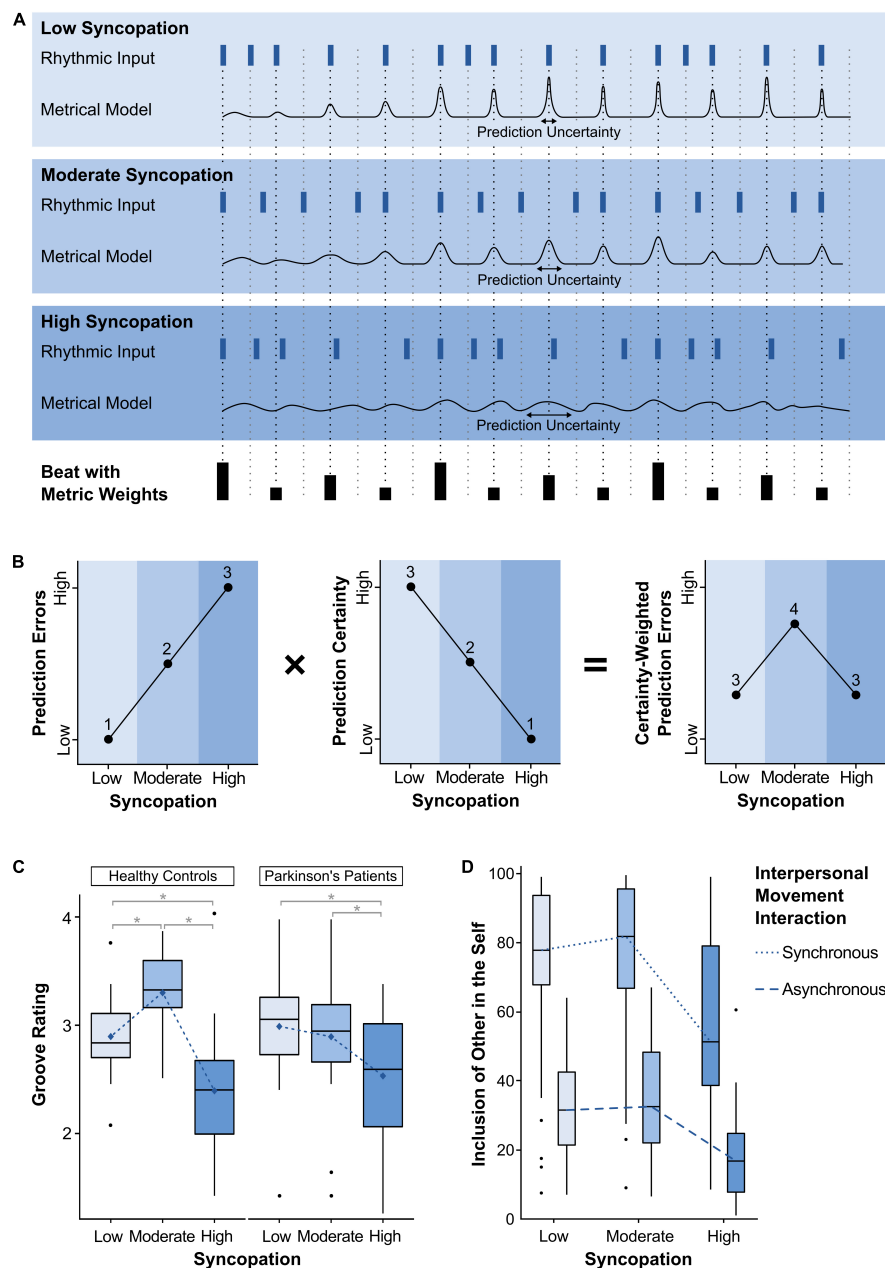 A
Low Syncopation
Rhythmic Input
Metrical Model
Prediction Uncertainty
Moderate Syncopation
Rhythmic Input
Metrical Model
Prediction Uncertainty
High Syncopation
Rhythmic Input
Metrical Model
Prediction Uncertainty
Beat with
Metric Weights
B
Prediction Errors
High
Low
1
2
3
Low Moderate High
Syncopation
×
Prediction Certainty
High
Low
3
2
1
Low Moderate High
Syncopation
=
Certainty-Weighted
Prediction Errors
High
Low
3
4
3
Low Moderate High
Syncopation
C
Healthy Controls
Parkinson's Patients
*
* *
*
*
Groove Rating
4
3
2
Low Moderate High
Low Moderate High
Syncopation
D
Inclusion of Other in the Self
100
80
60
40
20
0
Low Moderate High
Syncopation
Interpersonal
Movement
Interaction
Synchronous
Asynchronous